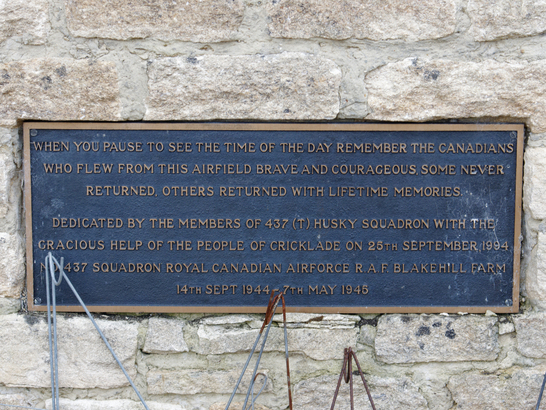 WHEN YOU PAUSE TO SEE THE TIME OF THE DAY REMEMBER THE CANADIANS
WHO FLEW FROM THIS AIRFIELD BRAVE AND COURAGEOUS, SOME NEVER
RETURNED, OTHERS RETURNED WITH LIFETIME MEMORIES.
DEDICATED BY THE MEMBERS OF 437 (T) HUSKY SQUADRON WITH THE
GRACIOUS HELP OF THE PEOPLE OF CRICKLADE ON 25TH SEPTEMBER 1994.
NO 437 SQUADRON ROYAL CANADIAN AIRFORCE R.A.F. BLAKEHILL FARM
14TH SEPT 1944 - 7TH MAY 1945